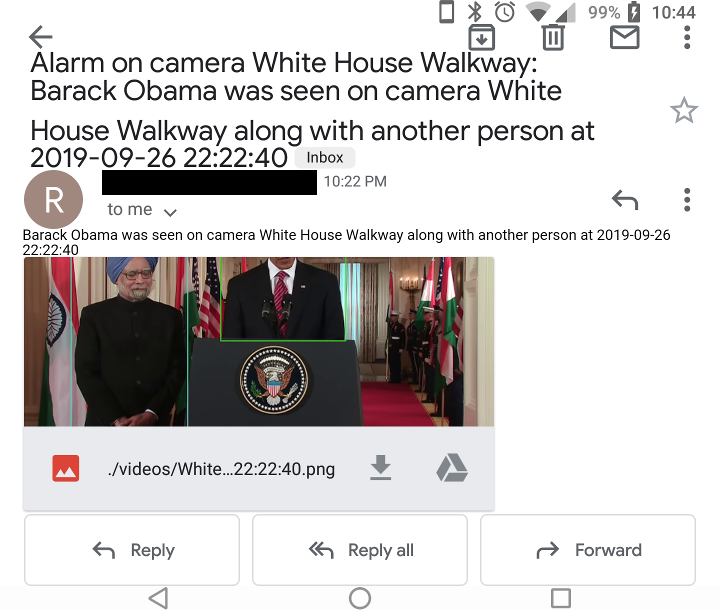 99% 10:44
Alarm on camera White House Walkway:
Barack Obama was seen on camera White
House Walkway along with another person at
2019-09-26 22:22:40 Inbox
R
10:22 PM
to me
Barack Obama was seen on camera White House Walkway along with another person at 2019-09-26
22:22:40
./videos/White...22:22:40.png
Reply
Reply all
Forward